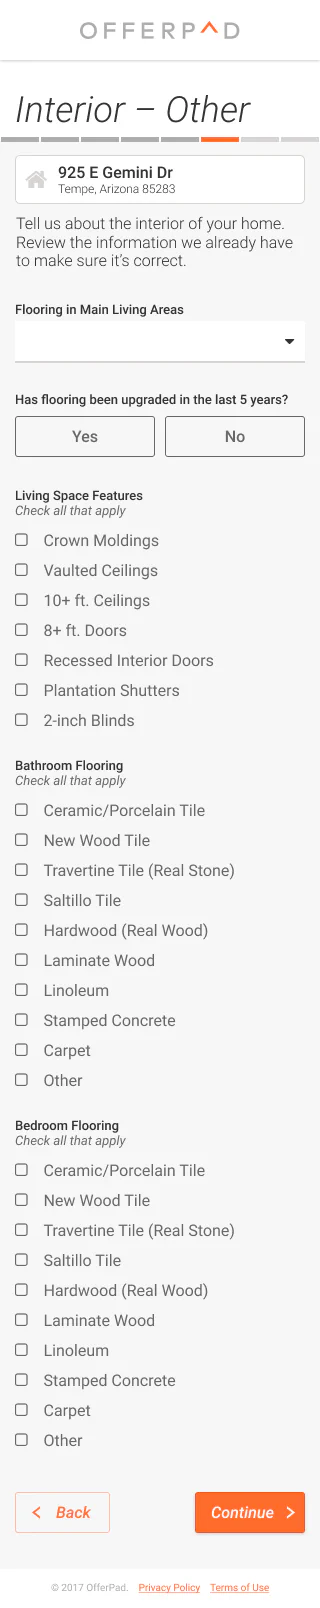 OFFERPAD
Interior – Other
925 E Gemini Dr
Tempe, Arizona 85283
Tell us about the interior of your home.
Review the information we already have
to make sure it's correct.
Flooring in Main Living Areas
Has flooring been upgraded in the last 5 years?
Yes No
Living Space Features
Check all that apply
Crown Moldings
Vaulted Ceilings
10+ ft. Ceilings
8+ ft. Doors
Recessed Interior Doors
Plantation Shutters
2-inch Blinds
Bathroom Flooring
Check all that apply
Ceramic/Porcelain Tile
New Wood Tile
Travertine Tile (Real Stone)
Saltillo Tile
Hardwood (Real Wood)
Laminate Wood
Linoleum
Stamped Concrete
Carpet
Other
Bedroom Flooring
Check all that apply
Ceramic/Porcelain Tile
New Wood Tile
Travertine Tile (Real Stone)
Saltillo Tile
Hardwood (Real Wood)
Laminate Wood
Linoleum
Stamped Concrete
Carpet
Other
Back Continue
© 2017 OfferPad. Privacy Policy Terms of Use